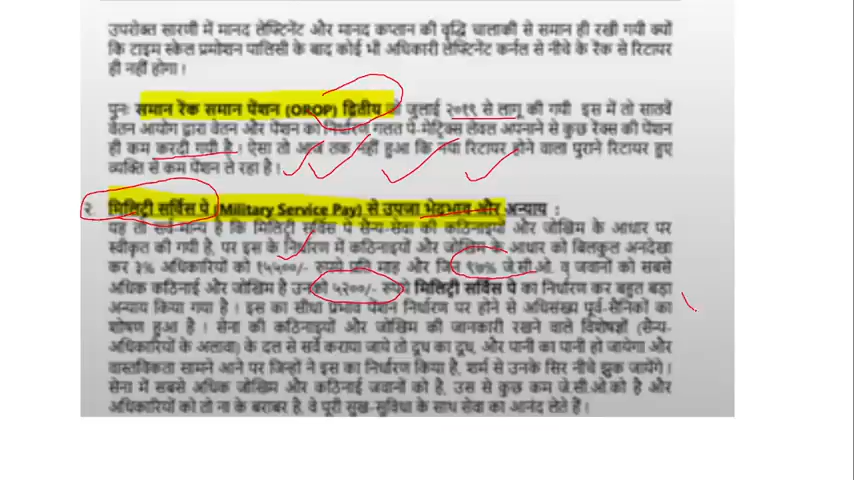 उपरोक्त सारणी में मानद लेफ्टिनेंट और मानद कप्तान की वृद्धि चालाकी से समान ही रखी गयी क्यों
कि टाइम स्केल प्रमोशन पालिसी के बाद कोई भी अधिकारी लेफ्टिनेंट कर्नल से नीचे के रैंक से रिटायर
ही नहीं होगा ।
पुनः समान रैंक समान पेंशन (OROP) द्वितीय जुलाई २०१९ से लागू की गयी इस में तो सातवें
वेतन आयोग द्वारा वेतन और पेंशन का निर्धारण गलत पे-मेट्रिक्स लेवल अपनाने से कुछ रैंक्स की पेंशन
ही कम करदी गयी है । ऐसा तो आज तक नहीं हुआ कि नया रिटायर होने वाला पुराने रिटायर हुए
व्यक्ति से कम पेंशन ले रहा है ।
२. मिलिट्री सर्विस पे (Military Service Pay) से उपजा भेदभाव और अन्याय :
यह तो सर्व मान्य है कि मिलिट्री सर्विस पे सैन्य-सेवा की कठिनाइयों और जोखिम के आधार पर
स्वीकृत की गयी है, पर इस के निर्धारण में कठिनाइयों और जोखिम के आधार को बिलकुल अनदेखा
कर ३% अधिकारियों को १५५००/- रूपये प्रति माह और जिन ९७% जे.सी.ओ. व जवानों को सबसे
अधिक कठिनाई और जोखिम है उनको ५२००/- रूपये मिलिट्री सर्विस पे का निर्धारण कर बहुत बड़ा
अन्याय किया गया है । इस का सीधा प्रभाव पेंशन निर्धारण पर होने से अधिसंख्य पूर्व-सैनिकों का
शोषण हुआ है । सेना की कठिनाइयों और जोखिम की जानकारी रखने वाले विशेषज्ञों (सैन्य-
अधिकारियों के अलावा) के दल से सर्वे कराया जाये तो दूध का दूध, और पानी का पानी हो जायेगा और
वास्तविकता सामने आने पर जिन्हों ने इस का निर्धारण किया है, शर्म से उनके सिर नीचे झुक जायेंगे ।
सेना में सबसे अधिक जोखिम और कठिनाई जवानों को है, उस से कुछ कम जे.सी.ओ.को है और
अधिकारियों को तो ना के बराबर है, वे पूरी सुख-सुविधा के साथ सेवा का आनंद लेते हैं ।